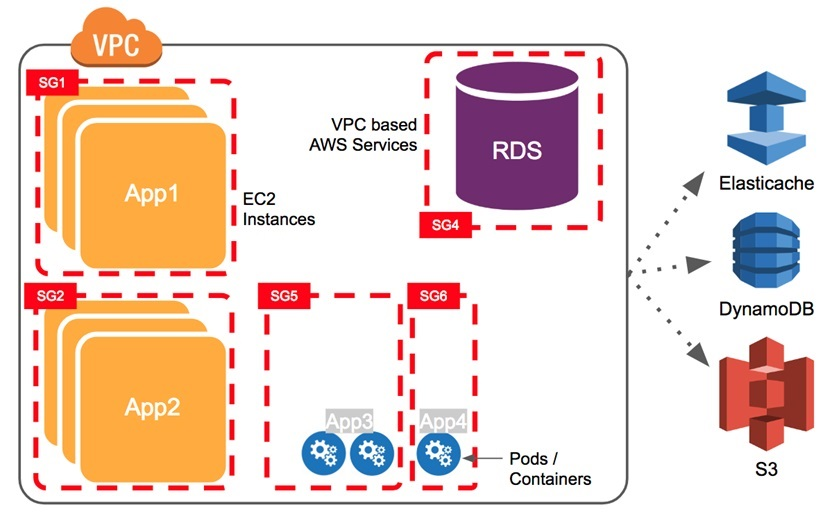 VPC
SG1
App1
EC2
Instances
VPC based
AWS Services
RDS
SG4
Elasticache
DynamoDB
S3
SG2
App2
SG5
App3
SG6
App4
Pods /
Containers